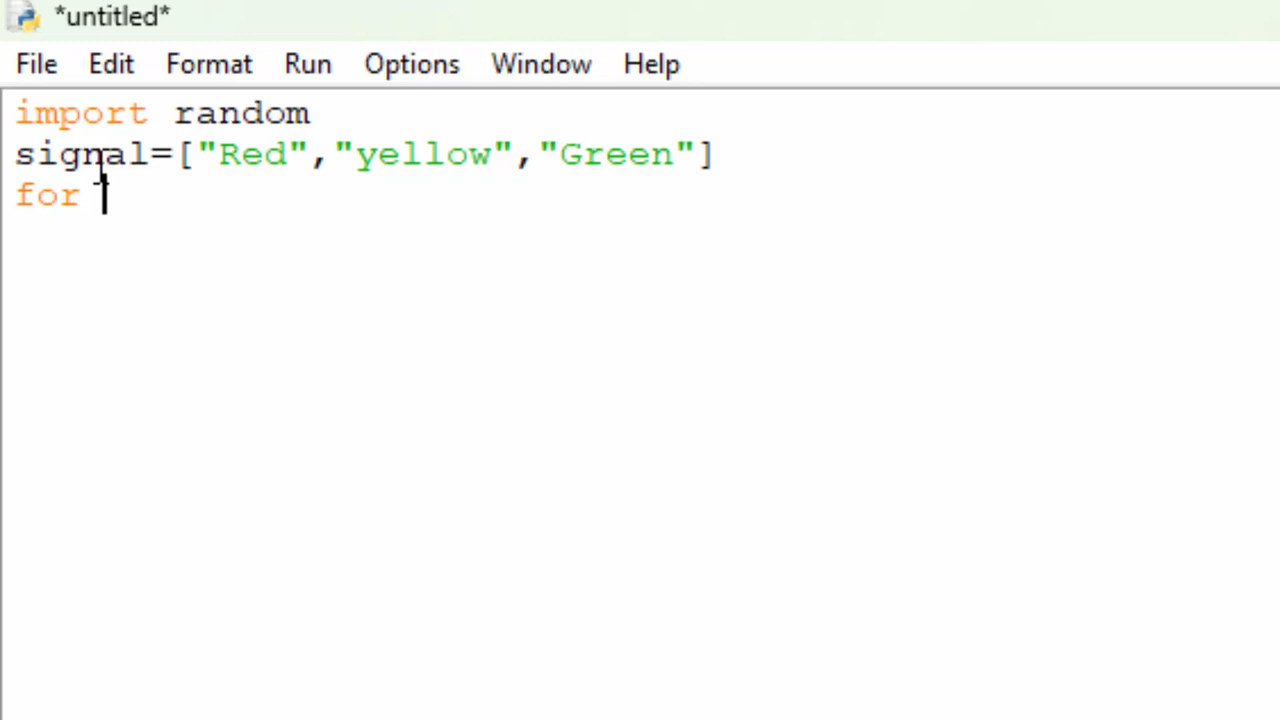 *untitled*
File Edit Format Run Options Window Help
import random
signal=["Red","yellow","Green"]
for